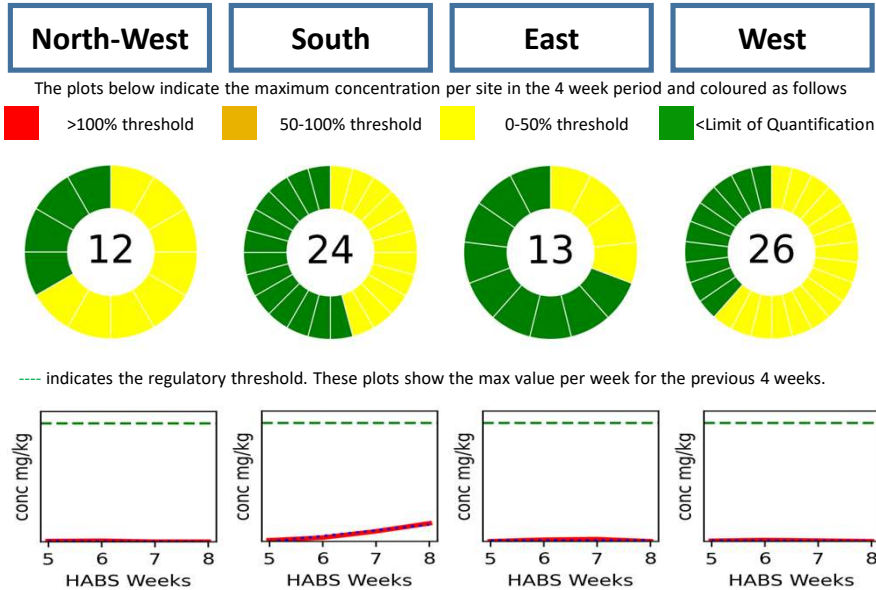 North-West South East West
The plots below indicate the maximum concentration per site in the 4 week period and coloured as follows
>100% threshold 50-100% threshold 0-50% threshold <Limit of Quantification
12 24 13 26
---- indicates the regulatory threshold. These plots show the max value per week for the previous 4 weeks.
conc mg/kg conc mg/kg conc mg/kg conc mg/kg
5 6 7 8 5 6 7 8 5 6 7 8 5 6 7 8
HABS Weeks HABS Weeks HABS Weeks HABS Weeks